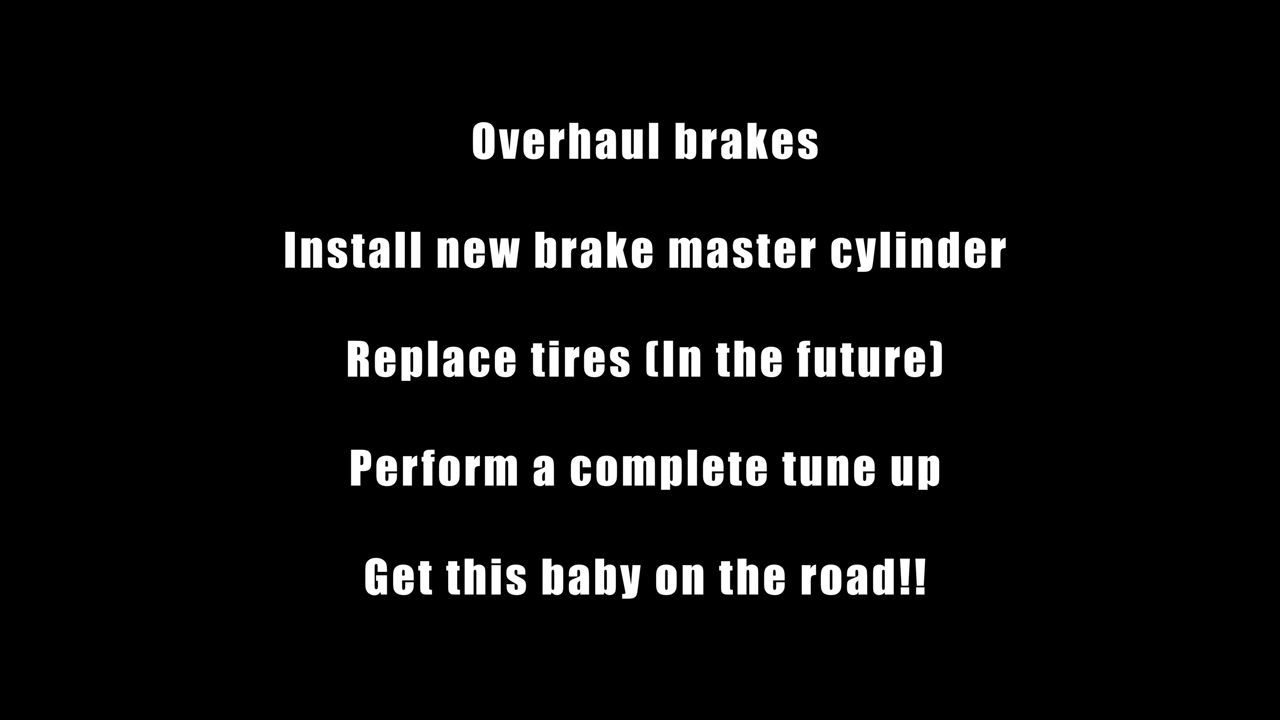 Overhaul brakes
Install new brake master cylinder
Replace tires (In the future)
Perform a complete tune up
Get this baby on the road!!